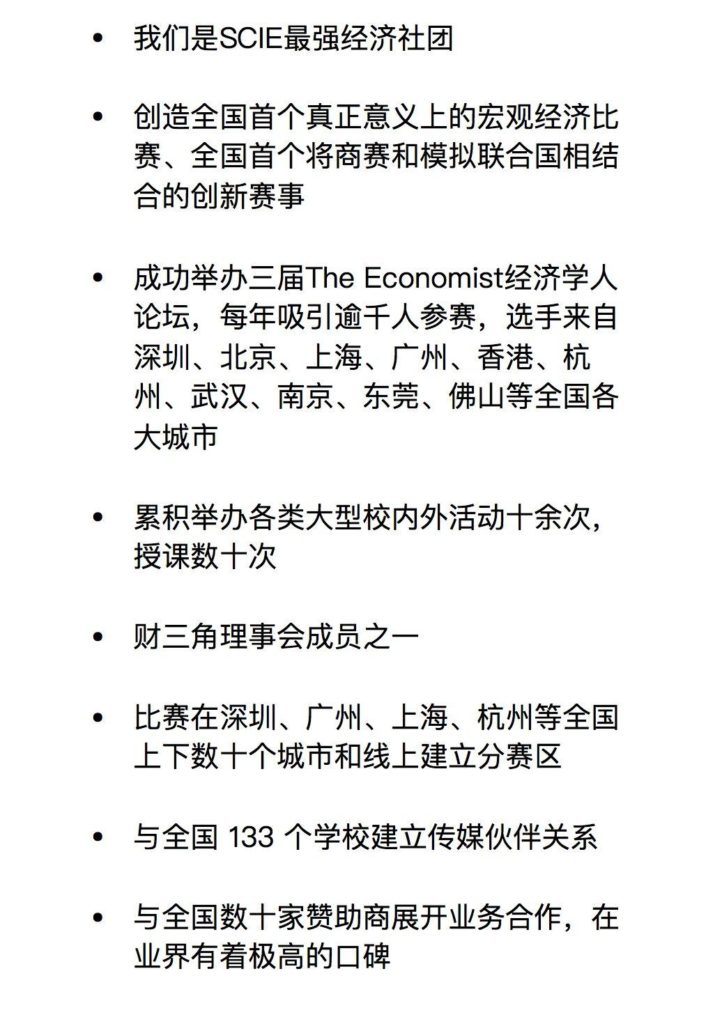 • 我们是SCIE最强经济社团
• 创造全国首个真正意义上的宏观经济比
赛、全国首个将商赛和模拟联合国相结
合的创新赛事
• 成功举办三届The Economist经济学人
论坛，每年吸引逾千人参赛，选手来自
深圳、北京、上海、广州、香港、杭
州、武汉、南京、东莞、佛山等全国各
大城市
• 累积举办各类大型校内外活动十余次，
授课数十次
• 财三角理事会成员之一
• 比赛在深圳、广州、上海、杭州等全国
上下数十个城市和线上建立分赛区
• 与全国 133 个学校建立传媒伙伴关系
• 与全国数十家赞助商展开业务合作，在
业界有着极高的口碑